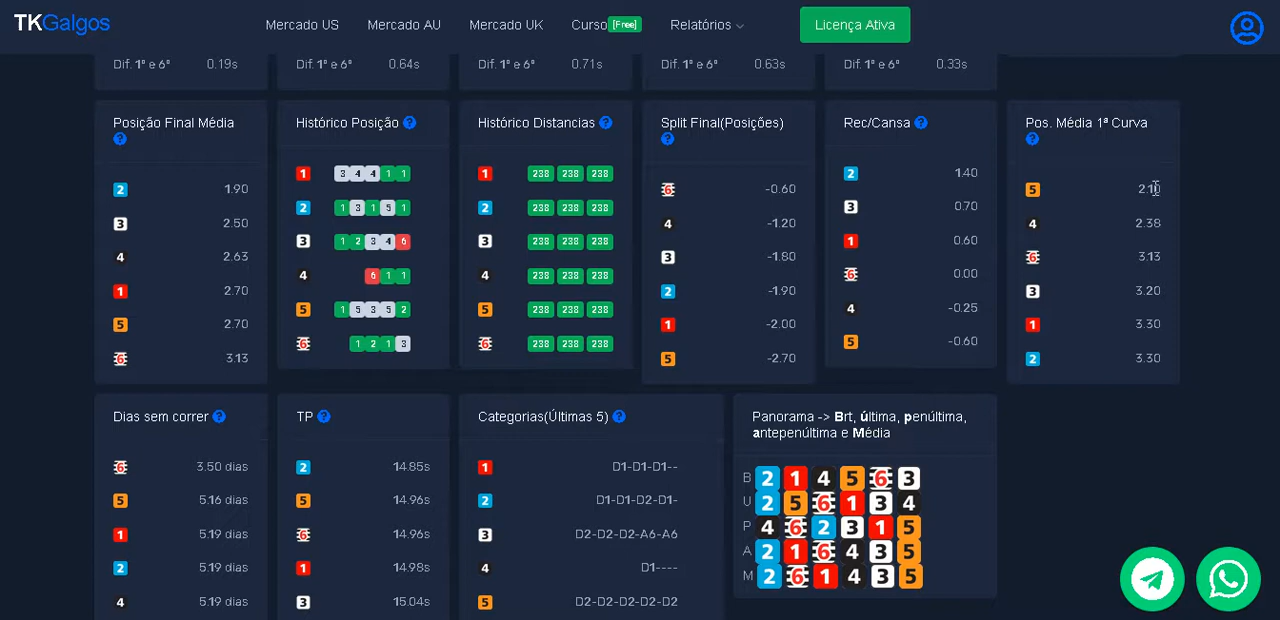 TKGalgos
Mercado US
Mercado AU
Mercado UK
Curso [Free]
Relatórios
Licença Ativa
Dif. 1º e 6º 0.19s
Dif. 1º e 6º 0.64s
Dif. 1º e 6º 0.71s
Dif. 1º e 6º 0.63s
Dif. 1º e 6º 0.33s
Posição Final Média
?
2 1.90
3 2.50
4 2.63
1 2.70
5 2.70
6 3.13
Histórico Posição ?
1 3 4 4 1 1
2 1 3 1 5 1
3 1 2 3 4 6
4 6 1 1
5 1 5 3 5 2
6 1 2 1 3
Histórico Distancias ?
1 238 238 238
2 238 238 238
3 238 238 238
4 238 238 238
5 238 238 238
6 238 238 238
Split Final(Posições)
?
6 -0.60
4 -1.20
3 -1.80
2 -1.90
1 -2.00
5 -2.70
Rec/Cansa ?
2 1.40
3 0.70
1 0.60
6 0.00
4 -0.25
5 -0.60
Pos. Média 1ª Curva
?
5 2.10
4 2.38
6 3.13
3 3.20
1 3.30
2 3.30
Dias sem correr ?
6 3.50 dias
5 5.16 dias
1 5.19 dias
2 5.19 dias
4 5.19 dias
TP ?
2 14.85s
5 14.96s
6 14.96s
1 14.98s
3 15.04s
Categorias(Últimas 5) ?
1 D1-D1-D1--
2 D1-D1-D2-D1-
3 D2-D2-D2-A6-A6
4 D1----
5 D2-D2-D2-D2-D2
Panorama -> Brt, última, penúltima,
antepenúltima e Média
B 2 1 4 5 6 3
U 2 5 6 1 3 4
P 4 6 2 3 1 5
A 2 1 6 4 3 5
M 2 6 1 4 3 5